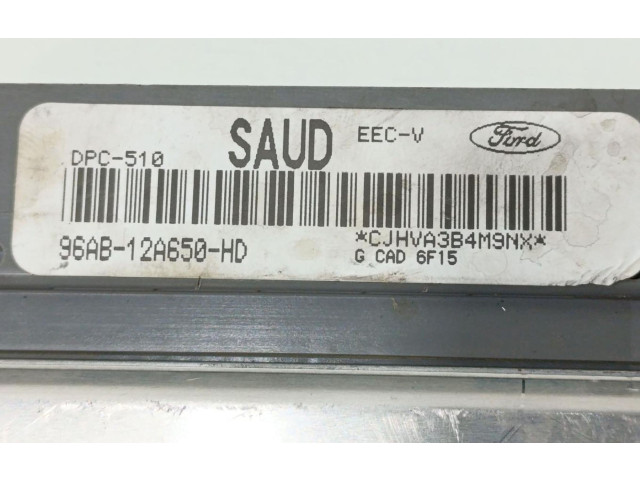 SAUD EEC-V Ford
DPC-510
96AB-12A650-HD *CJHVA3B4M9NX*
G CAD 6F15